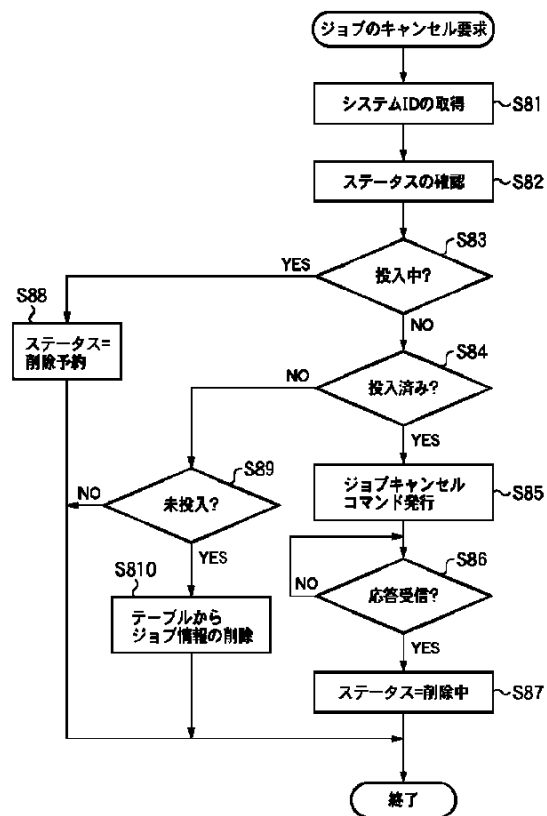 ジョブのキャンセル要求
システムIDの取得
S81
ステータスの確認
S82
S83
投入中?
YES
NO
S88
ステータス=
削除予約
S84
投入済み?
NO
YES
S89
未投入?
NO
YES
ジョブキャンセル
コマンド発行
S85
S86
応答受信?
NO
YES
S810
テーブルから
ジョブ情報の削除
ステータス=削除中
S87
終了